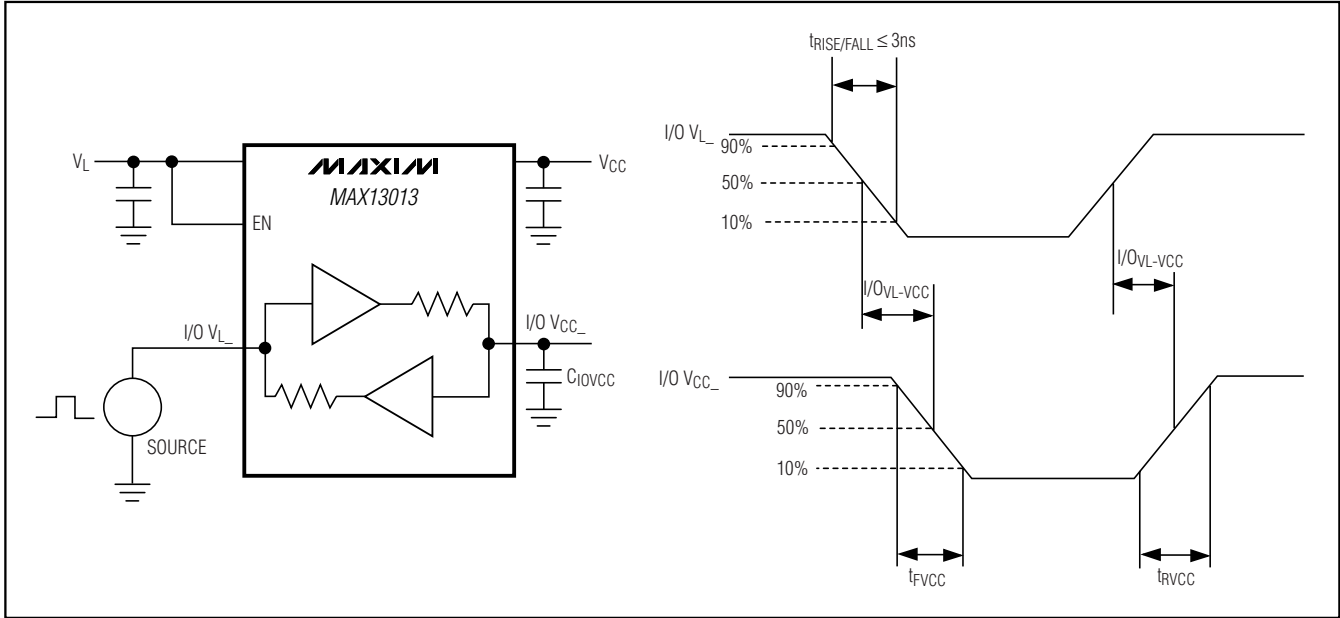 V_L
V_CC
MAXIM
MAX13013
EN
I/O V_L_
I/O V_CC_
C_IOVCC
SOURCE
t_RISE/FALL ≤ 3ns
I/O V_L_
90%
50%
10%
I/O_VL-VCC
I/O_VL-VCC
I/O V_CC_
90%
50%
10%
t_FVCC
t_RVCC